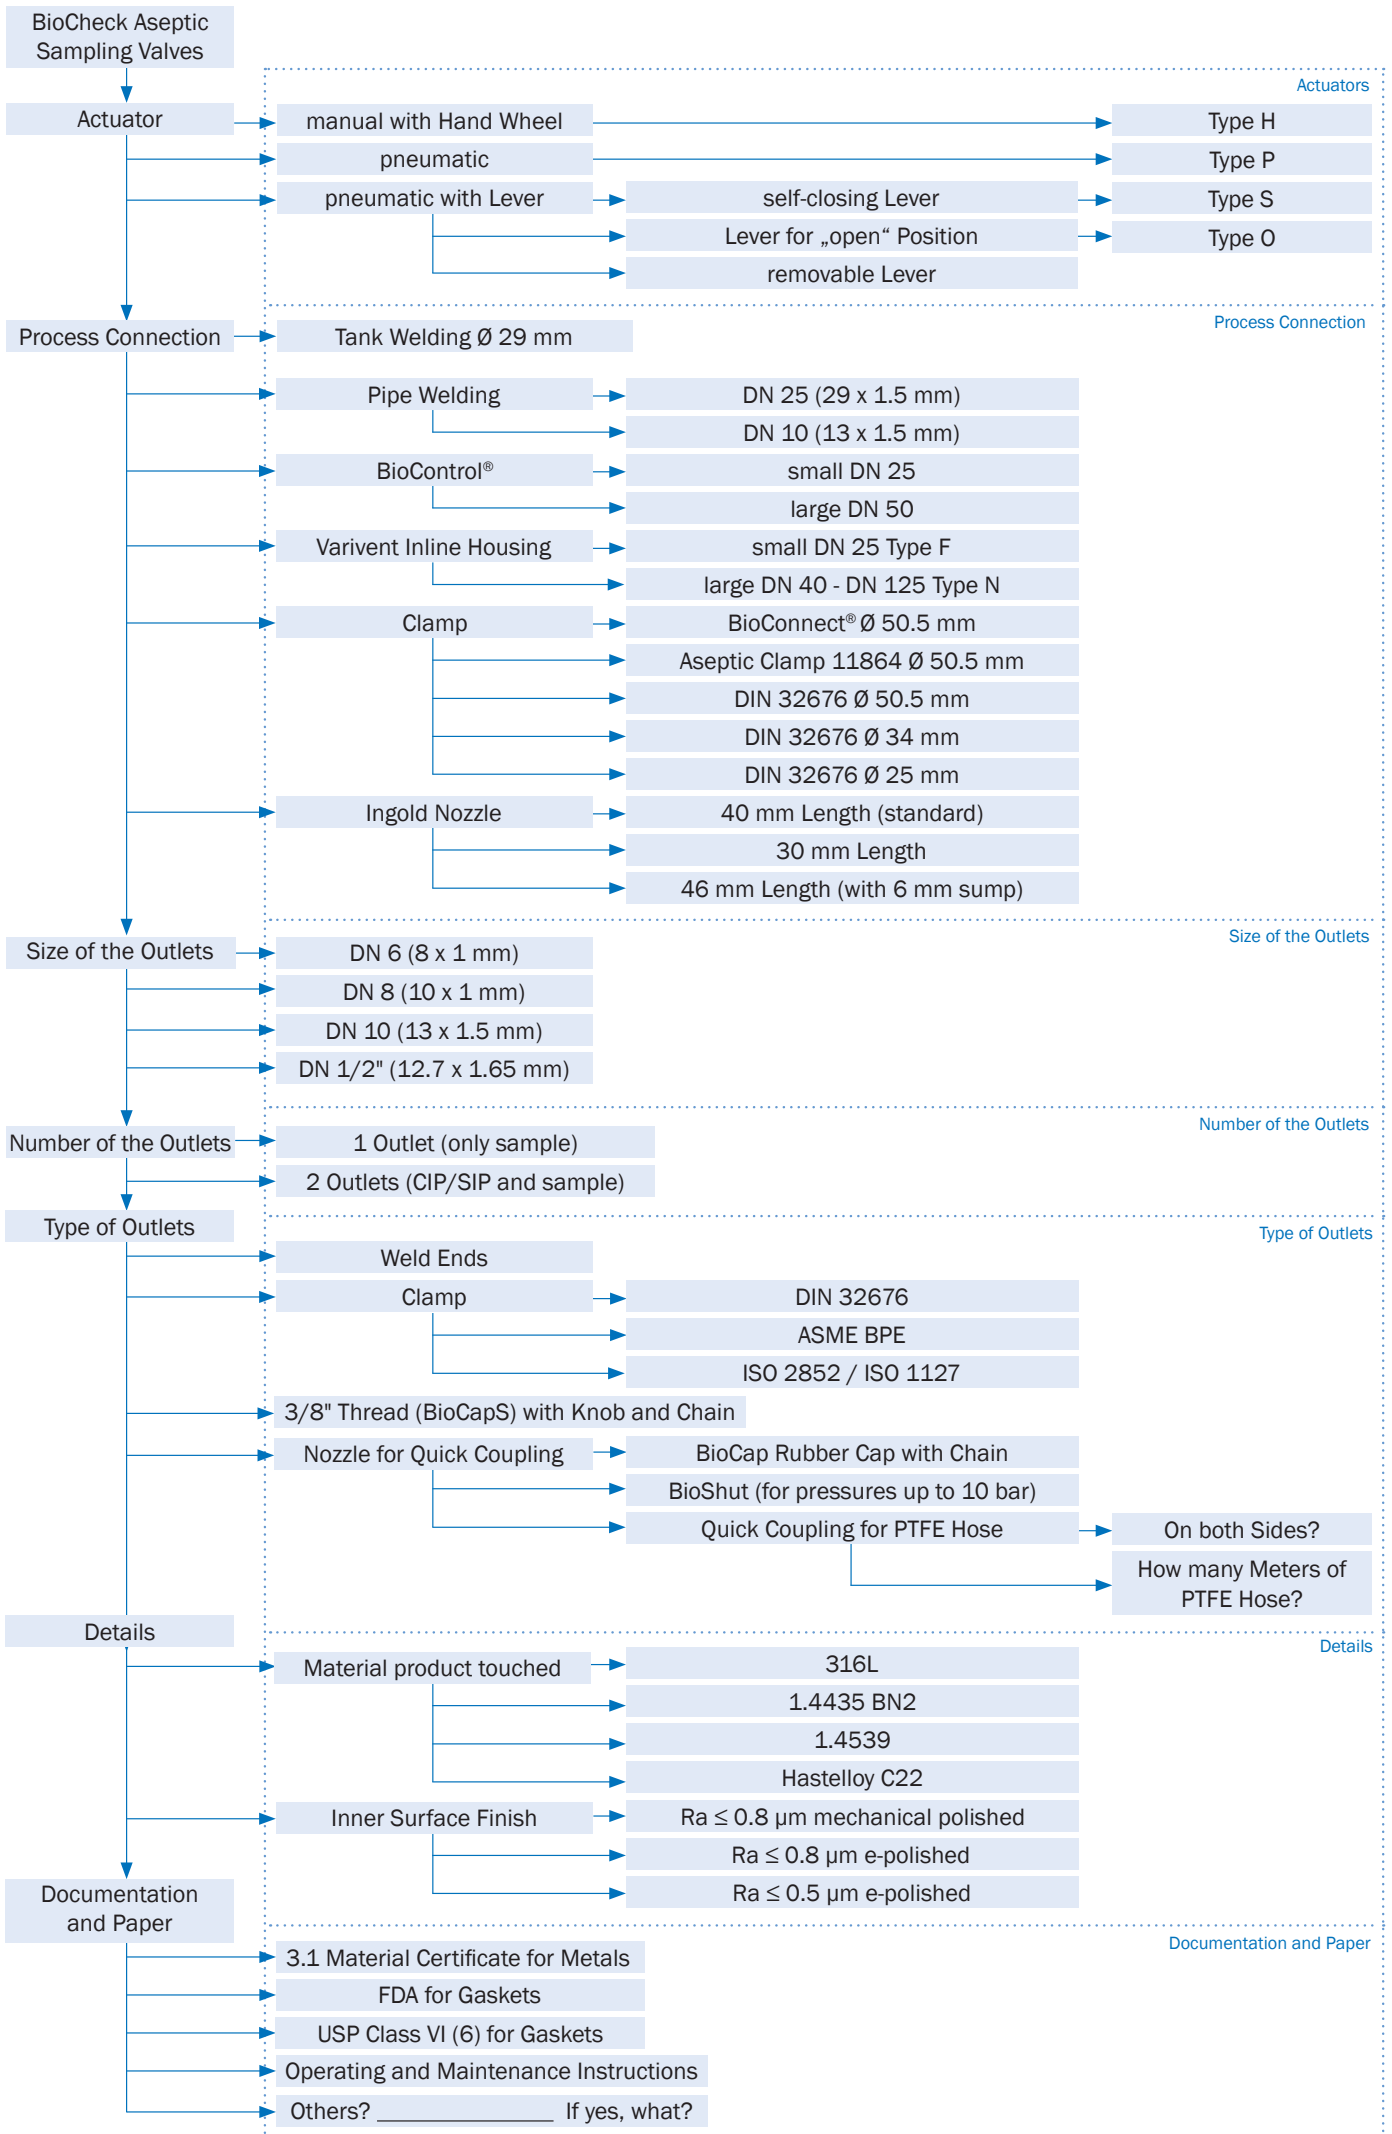 BioCheck Aseptic
Sampling Valves
Actuators
Actuator
manual with Hand Wheel
Type H
pneumatic
Type P
pneumatic with Lever
self-closing Lever
Type S
Lever for „open“ Position
Type O
removable Lever
Process Connection
Process Connection
Tank Welding Ø 29 mm
Pipe Welding
DN 25 (29 x 1.5 mm)
DN 10 (13 x 1.5 mm)
BioControl®
small DN 25
large DN 50
Varivent Inline Housing
small DN 25 Type F
large DN 40 - DN 125 Type N
Clamp
BioConnect® Ø 50.5 mm
Aseptic Clamp 11864 Ø 50.5 mm
DIN 32676 Ø 50.5 mm
DIN 32676 Ø 34 mm
DIN 32676 Ø 25 mm
Ingold Nozzle
40 mm Length (standard)
30 mm Length
46 mm Length (with 6 mm sump)
Size of the Outlets
Size of the Outlets
DN 6 (8 x 1 mm)
DN 8 (10 x 1 mm)
DN 10 (13 x 1.5 mm)
DN 1/2" (12.7 x 1.65 mm)
Number of the Outlets
Number of the Outlets
1 Outlet (only sample)
2 Outlets (CIP/SIP and sample)
Type of Outlets
Type of Outlets
Weld Ends
Clamp
DIN 32676
ASME BPE
ISO 2852 / ISO 1127
3/8" Thread (BioCapS) with Knob and Chain
Nozzle for Quick Coupling
BioCap Rubber Cap with Chain
BioShut (for pressures up to 10 bar)
Quick Coupling for PTFE Hose
On both Sides?
How many Meters of
PTFE Hose?
Details
Details
Material product touched
316L
1.4435 BN2
1.4539
Hastelloy C22
Inner Surface Finish
Ra ≤ 0.8 µm mechanical polished
Ra ≤ 0.8 µm e-polished
Ra ≤ 0.5 µm e-polished
Documentation
and Paper
Documentation and Paper
3.1 Material Certificate for Metals
FDA for Gaskets
USP Class VI (6) for Gaskets
Operating and Maintenance Instructions
Others? ______________ If yes, what?